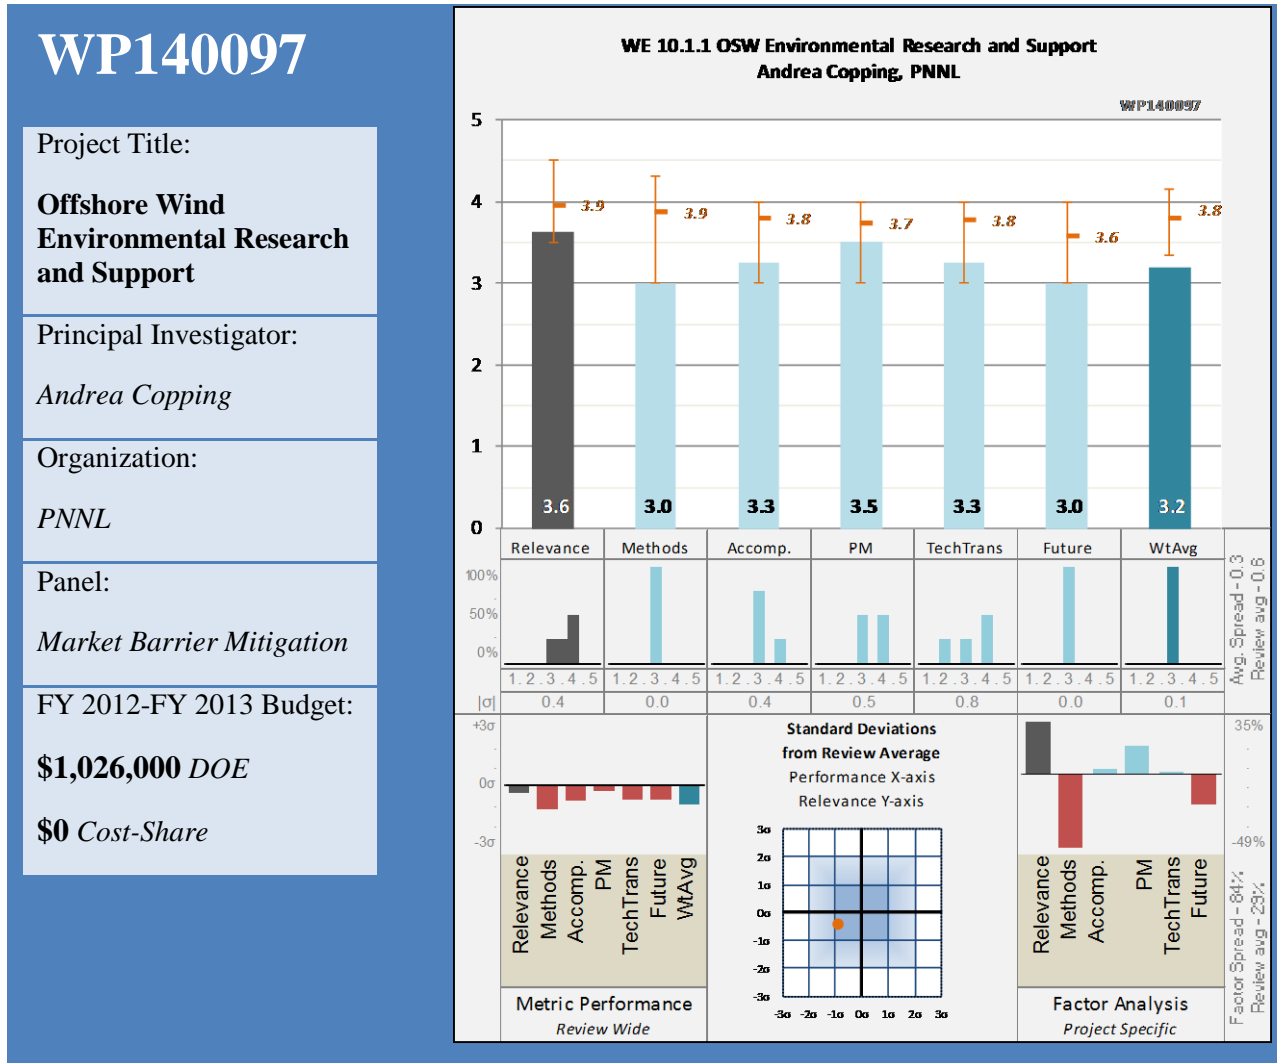 WP140097
Project Title:
Offshore Wind
Environmental Research
and Support
Principal Investigator:
Andrea Copping
Organization:
PNNL
Panel:
Market Barrier Mitigation
FY 2012-FY 2013 Budget:
$1,026,000 DOE
$0 Cost-Share
WE 10.1.1 OSW Environmental Research and Support
Andrea Copping, PNNL
WP140097
5
4
3
2
1
0
3.9
3.9
3.8
3.7
3.8
3.6
3.8
3.6
3.0
3.3
3.5
3.3
3.0
3.2
Relevance Methods Accomp. PM TechTrans Future WtAvg
100%
50%
0%
1.2.3.4.5 1.2.3.4.5 1.2.3.4.5 1.2.3.4.5 1.2.3.4.5 1.2.3.4.5 1.2.3.4.5
|σ| 0.4 0.0 0.4 0.5 0.8 0.0 0.1
Avg. Spread - 0.3
Review avg - 0.6
+3σ
0σ
-3σ
Relevance
Methods
Accomp.
PM
TechTrans
Future
WtAvg
Metric Performance
Review Wide
Standard Deviations
from Review Average
Performance X-axis
Relevance Y-axis
3σ
2σ
1σ
0σ
-1σ
-2σ
-3σ
-3σ -2σ -1σ 0σ 1σ 2σ 3σ
35%
-49%
Relevance
Methods
Accomp.
PM
TechTrans
Future
Factor Analysis
Project Specific
Factor Spread - 84%
Review avg - 29%